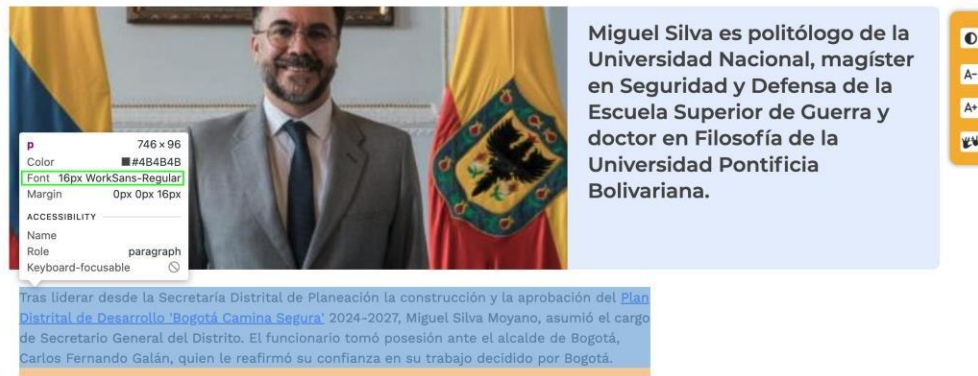 Miguel Silva es politólogo de la
Universidad Nacional, magíster
en Seguridad y Defensa de la
Escuela Superior de Guerra y
doctor en Filosofía de la
Universidad Pontificia
Bolivariana.
A-
A+
p 746 × 96
Color #4B4B4B
Font 16px WorkSans-Regular
Margin 0px 0px 16px
ACCESSIBILITY
Name
Role paragraph
Keyboard-focusable
Tras liderar desde la Secretaría Distrital de Planeación la construcción y la aprobación del Plan
Distrital de Desarrollo 'Bogotá Camina Segura' 2024-2027, Miguel Silva Moyano, asumió el cargo
de Secretario General del Distrito. El funcionario tomó posesión ante el alcalde de Bogotá,
Carlos Fernando Galán, quien le reafirmó su confianza en su trabajo decidido por Bogotá.